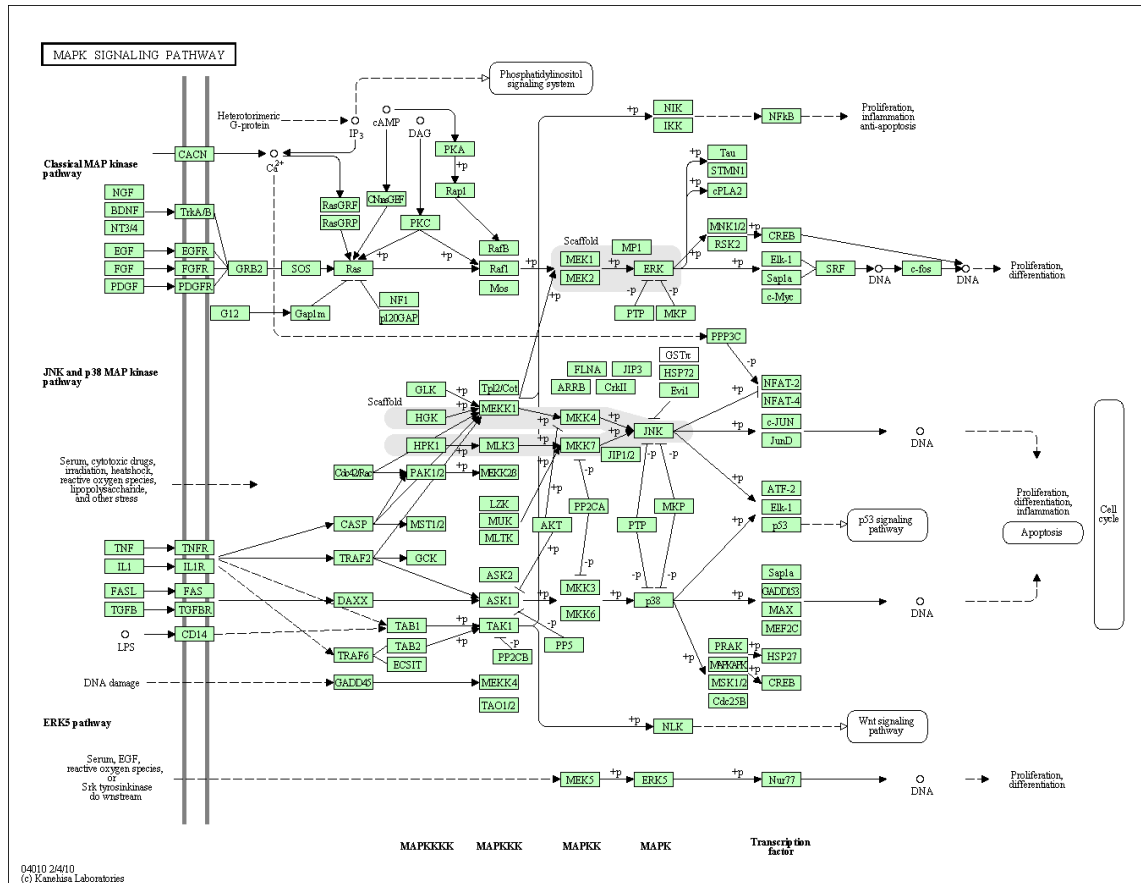 MAPK SIGNALING PATHWAY
Phosphatidylinositol
signaling system
Heterotorimeric
G-protein
IP3
cAMP
DAG
NIK
IKK
+p
NFkB
Proliferation,
inflammation
anti-apoptosis
Classical MAP kinase
pathway
CACN
Ca2+
PKA
+p
Rap1
Tau
STMN1
cPLA2
+p
+p
NGF
BDNF
NT3/4
TrkA/B
RasGRF
RasGRP
CNrasGEF
PKC
RafB
Scaffold
MP1
MNK1/2
RSK2
+p
+p
CREB
EGF
FGF
PDGF
EGFR
FGFR
PDGFR
GRB2
SOS
Ras
+p
+p
Raf1
Mos
+p
+p
MEK1
MEK2
+p
ERK
+p
Elk-1
Sap1a
c-Myc
SRF
DNA
c-fos
DNA
Proliferation,
differentiation
G12
Gap1m
NF1
p120GAP
-p
-p
PTP
MKP
PPP3C
-p
JNK and p38 MAP kinase
pathway
GLK
HGK
Scaffold
+p
+p
Tpl2/Cot
MEKK1
FLNA
JIP3
ARRB
CrkII
GSTπ
HSP72
Evi1
NFAT-2
NFAT-4
+p
MKK4
+p
JNK
+p
c-JUN
JunD
DNA
HPK1
+p
MLK3
+p
MKK7
+p
JIP1/2
Cdc42/Rac
PAK1/2
+p
MEKK2/3
-p
-p
-p
+p
+p
Serum, cytotoxic drugs,
irradiation, heatshock,
reactive oxygen species,
lipopolysaccharide,
and other stress
LZK
MUK
MLTK
AKT
+p
+p
PP2CA
PTP
MKP
ATF-2
Elk-1
p53
p53 signaling
pathway
Proliferation,
differentiation,
inflammation
Apoptosis
Cell
cycle
CASP
MST1/2
TNF
IL1
TNFR
IL1R
TRAF2
GCK
+p
-p
-p
-p
+p
FASL
TGFB
FAS
TGFBR
DAXX
ASK2
ASK1
+p
MKK3
MKK6
+p
p38
+p
Sap1a
GADD153
MAX
MEF2C
DNA
LPS
CD14
TAB1
TAB2
ECSIT
TRAF6
+p
+p
TAK1
-p
-p
PP2CB
PP5
+p
PRAK
MAPKAPK
MSK1/2
Cdc25B
+p
+p
HSP27
CREB
DNA damage
GADD45
MEKK4
TAO1/2
ERK5 pathway
+p
NLK
Wnt signaling
pathway
Serum, EGF,
reactive oxygen species,
or
Srk tyrosinkinase
do wnstream
MEK5
+p
ERK5
+p
Nur77
DNA
Proliferation,
differentiation
MAPKKKK
MAPKKK
MAPKK
MAPK
Transcription
factor
04010 2/4/10
(c) Kanehisa Laboratories